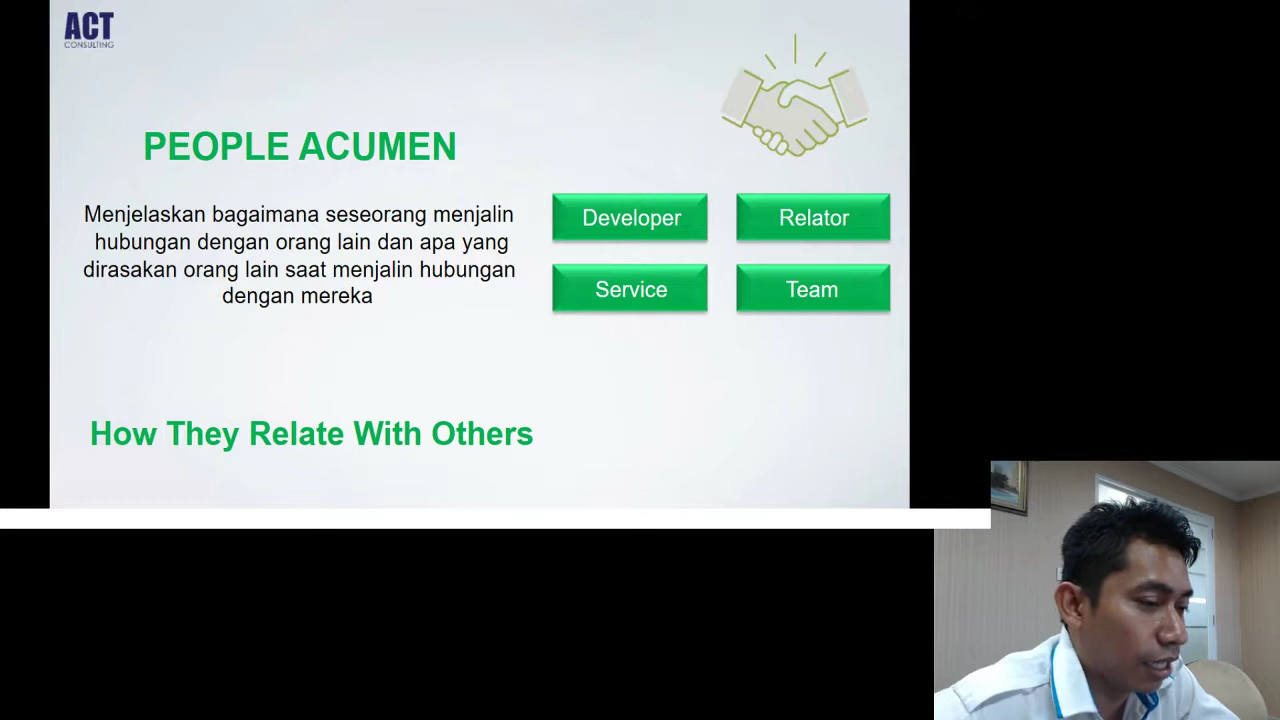 ACT
CONSULTING
PEOPLE ACUMEN
Menjelaskan bagaimana seseorang menjalin
hubungan dengan orang lain dan apa yang
dirasakan orang lain saat menjalin hubungan
dengan mereka
Developer
Relator
Service
Team
How They Relate With Others